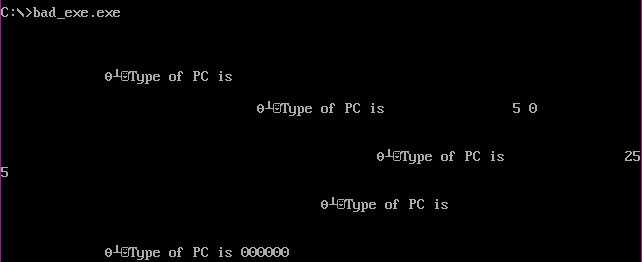 C:\>bad_exe.exe
θ┴☺Type of PC is
θ┴☺Type of PC is 5 0
θ┴☺Type of PC is 25
5
θ┴☺Type of PC is
θ┴☺Type of PC is 000000